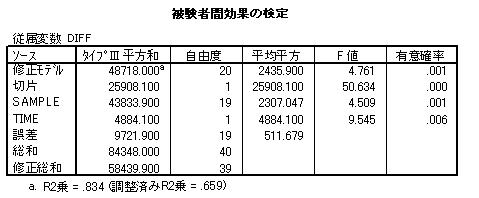 被験者間効果の検定
従属変数 DIFF
ソース ﾀｲﾌﾟⅢ 平方和 自由度 平均平方 F 値 有意確率
修正ﾓﾃﾞﾙ 48718.000a 20 2435.900 4.761 .001
切片 25908.100 1 25908.100 50.634 .000
SAMPLE 43833.900 19 2307.047 4.509 .001
TIME 4884.100 1 4884.100 9.545 .006
誤差 9721.900 19 511.679
総和 84348.000 40
修正総和 58439.900 39
a. R2乗 = .834 (調整済みR2乗 = .659)